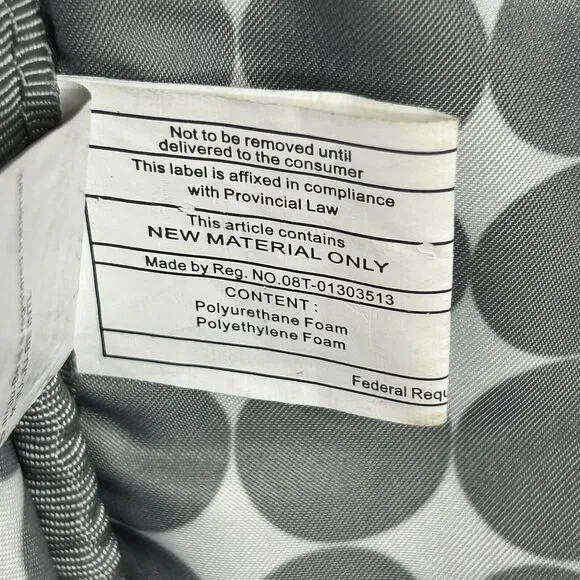 Not to be removed until
delivered to the consumer
This label is affixed in compliance
with Provincial Law
This article contains
NEW MATERIAL ONLY
Made by Reg. NO.08T-01303513
CONTENT :
Polyurethane Foam
Polyethylene Foam
Federal Requ